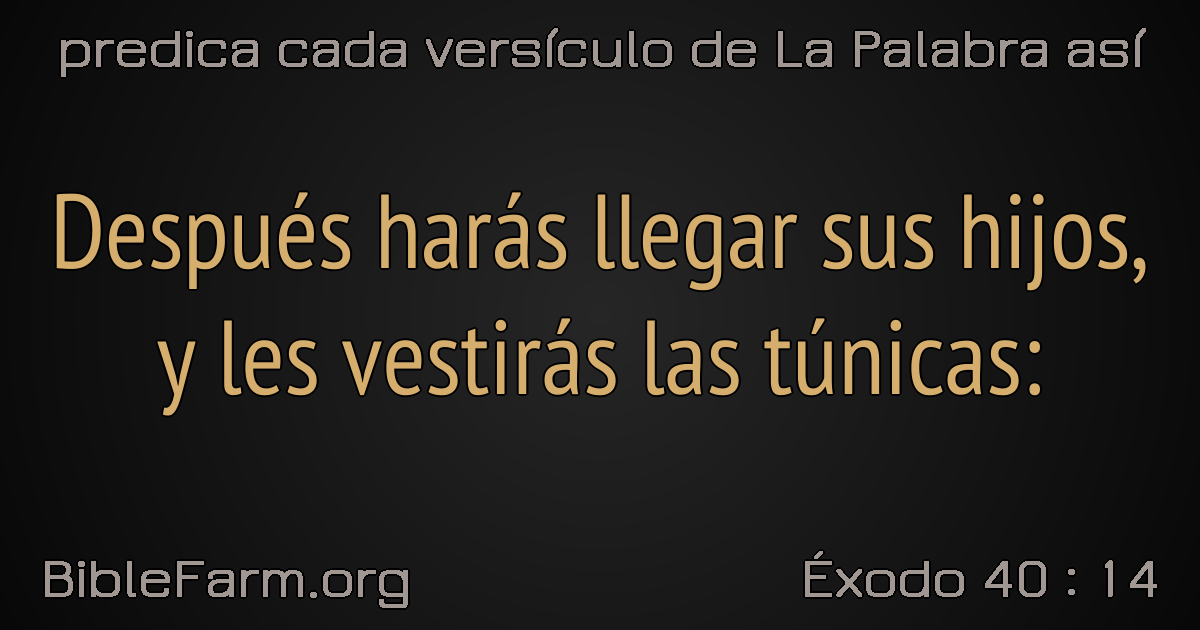 predica cada versículo de La Palabra así
Después harás llegar sus hijos,
y les vestirás las túnicas:
BibleFarm.org
Éxodo 40 : 14